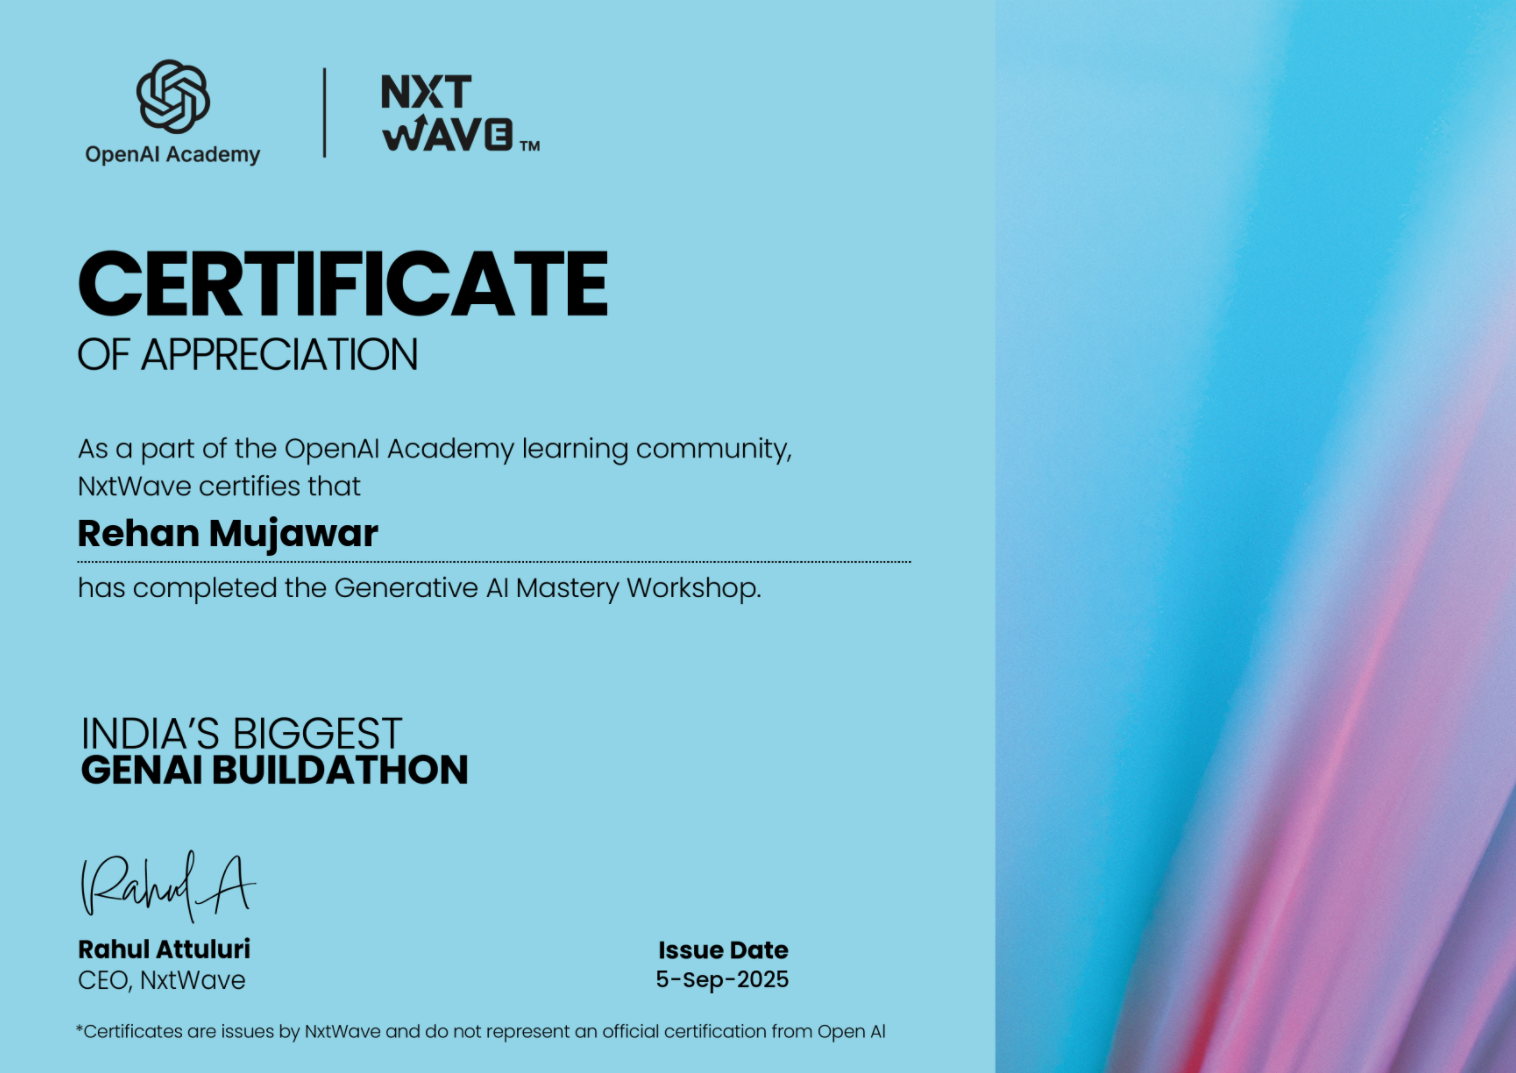 OpenAI Academy
NXT
WAVE ™
CERTIFICATE
OF APPRECIATION
As a part of the OpenAI Academy learning community,
NxtWave certifies that
Rehan Mujawar
has completed the Generative AI Mastery Workshop.
INDIA’S BIGGEST
GENAI BUILDATHON
Rahul A
Rahul Attuluri
CEO, NxtWave
Issue Date
5-Sep-2025
*Certificates are issues by NxtWave and do not represent an official certification from Open AI